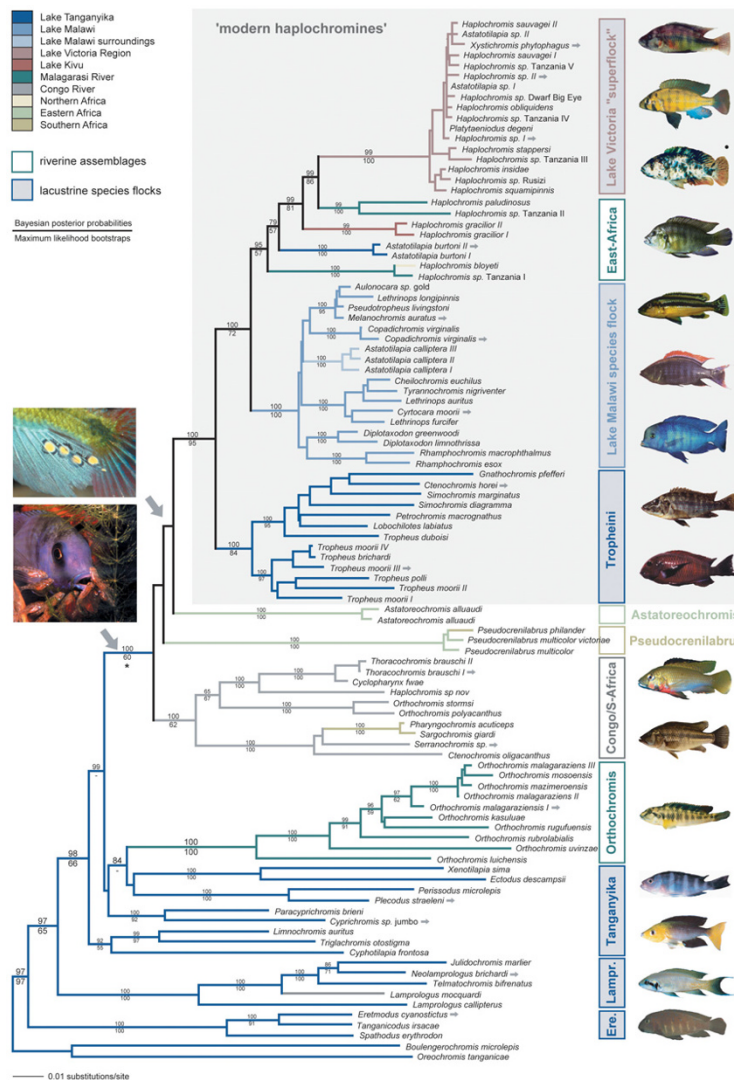 Lake Tanganyika
Lake Malawi
Lake Malawi surroundings
Lake Victoria Region
Lake Kivu
Malagarasi River
Congo River
Northern Africa
Eastern Africa
Southern Africa
riverine assemblages
lacustrine species flocks
Bayesian posterior probabilities
Maximum likelihood bootstraps
'modern haplochromines'
Haplochromis sauvagei II
Astatotilapia sp. II
Xystichromis phytophagus
Haplochromis sauvagei I
Haplochromis sp. Tanzania V
Haplochromis sp. II
Astatotilapia sp. I
Haplochromis sp. Dwarf Big Eye
Haplochromis obliquidens
Haplochromis sp. Tanzania IV
Platytaeniodus degeni
Haplochromis sp. I
Haplochromis stappersi
Haplochromis sp. Tanzania III
Haplochromis insidae
Haplochromis sp. Rusizi
Haplochromis squamipinnis
Haplochromis paludinosus
Haplochromis sp. Tanzania II
Haplochromis gracilior II
Haplochromis gracilior I
Astatotilapia burtoni II
Astatotilapia burtoni I
Haplochromis bloyeti
Haplochromis sp. Tanzania I
Aulonocara sp. gold
Lethrinops longipinnis
Pseudotropheus livingstoni
Melanochromis auratus
Copadichromis virginalis
Copadichromis virginalis
Astatotilapia calliptera III
Astatotilapia calliptera II
Astatotilapia calliptera I
Cheilochromis euchilus
Tyrannochromis nigriventer
Lethrinops auritus
Cyrtocara moorii
Lethrinops furcifer
Diplotaxodon greenwoodi
Diplotaxodon limnothrissa
Rhamphochromis macrophthalmus
Rhamphochromis esox
Gnathochromis pfefferi
Ctenochromis horei
Simochromis marginatus
Simochromis diagramma
Petrochromis macrognathus
Lobochilotes labiatus
Tropheus duboisi
Tropheus moorii IV
Tropheus brichardi
Tropheus moorii III
Tropheus polli
Tropheus moorii II
Tropheus moorii I
Astatoreochromis alluaudi
Astatoreochromis alluaudi
Pseudocrenilabrus philander
Pseudocrenilabrus multicolor victoriae
Pseudocrenilabrus multicolor
Thoracochromis brauschi II
Thoracochromis brauschi I
Cyclopharynx fwae
Haplochromis sp nov
Orthochromis stormsi
Orthochromis polyacanthus
Pharyngochromis acuticeps
Sargochromis giardi
Serranochromis sp.
Ctenochromis oligacanthus
Orthochromis malagaraziensis III
Orthochromis mosoensis
Orthochromis mazimeroensis
Orthochromis malagaraziensis II
Orthochromis malagaraziensis I
Orthochromis kasuluae
Orthochromis rugufuensis
Orthochromis rubrolabialis
Orthochromis uvinzae
Orthochromis luichensis
Xenotilapia sima
Ectodus descampsii
Perissodus microlepis
Plecodus straeleni
Paracyprichromis brieni
Cyprichromis sp. jumbo
Limnochromis auritus
Triglachromis otostigma
Cyphotilapia frontosa
Julidochromis marlier
Neolamprologus brichardi
Telmatochromis bifrenatus
Lamprologus mocquardi
Lamprologus callipterus
Eretmodus cyanostictus
Tanganicodus irsacae
Spathodus erythrodon
Boulengerochromis microlepis
Oreochromis tanganicae
Lake Victoria "superflock"
East-Africa
Lake Malawi species flock
Tropheini
Astatoreochromis
Pseudocrenilabrus
Congo/S-Africa
Orthochromis
Tanganyika
Lampr.
Ere.
0.01 substitutions/site